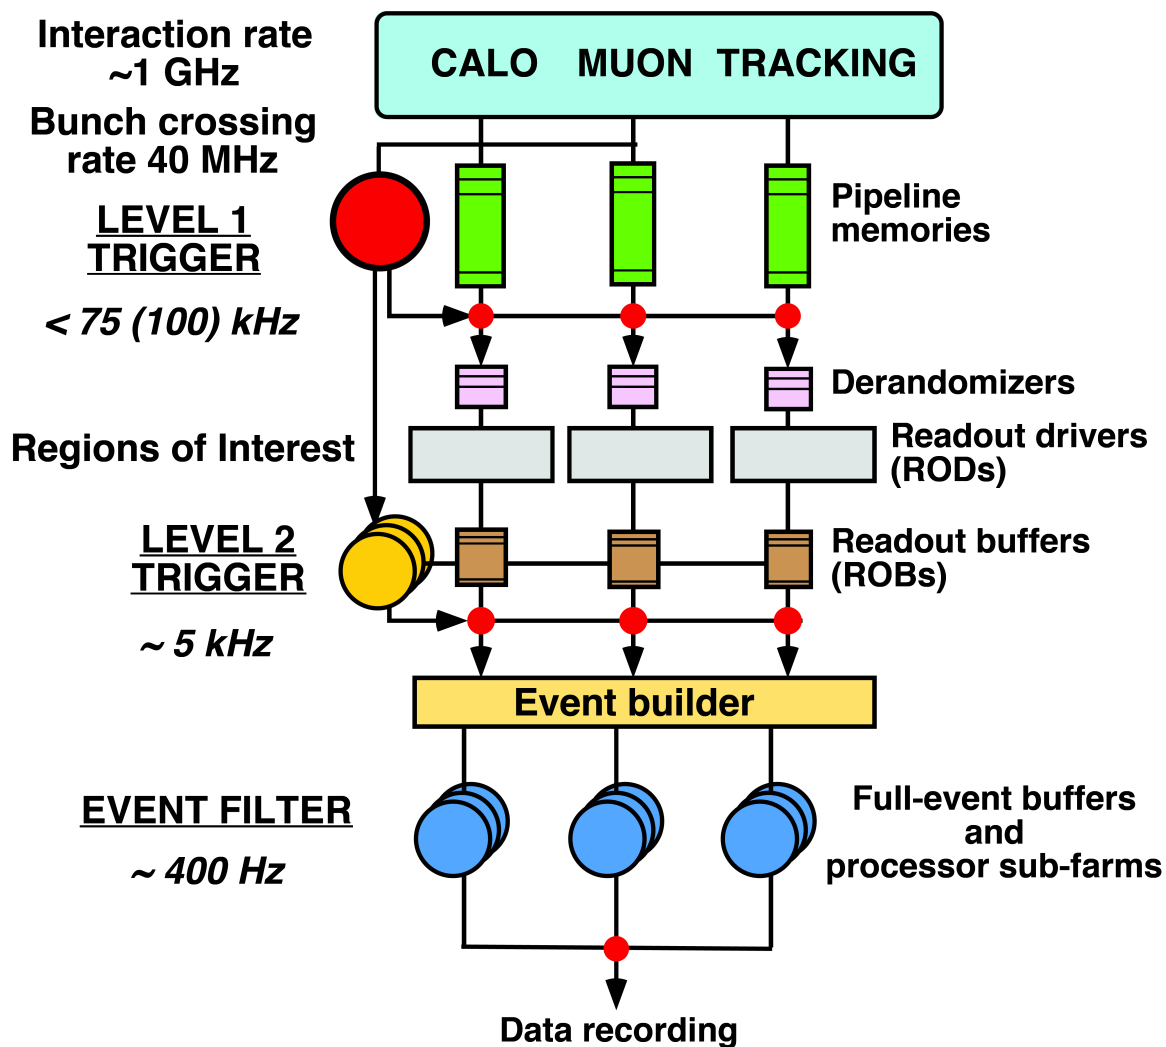 Interaction rate
~1 GHz
Bunch crossing
rate 40 MHz
CALO MUON TRACKING
LEVEL 1
TRIGGER
< 75 (100) kHz
Pipeline
memories
Derandomizers
Regions of Interest
Readout drivers
(RODs)
LEVEL 2
TRIGGER
~ 5 kHz
Readout buffers
(ROBs)
Event builder
EVENT FILTER
~ 400 Hz
Full-event buffers
and
processor sub-farms
Data recording